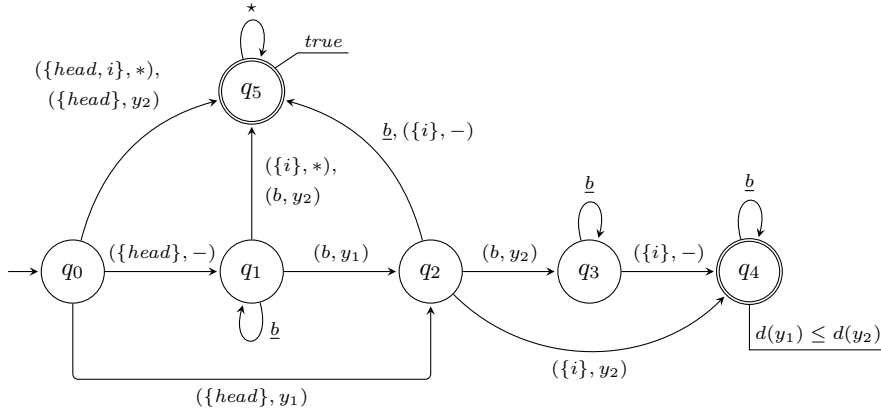 ⋆
true
({head, i}, ∗),
({head}, y₂)
q₅
b̲, ({i}, −)
({i}, ∗),
(b, y₂)
b̲
b̲
q₀
({head}, −)
q₁
(b, y₁)
q₂
(b, y₂)
q₃
({i}, −)
q₄
b̲
d(y₁) ≤ d(y₂)
({i}, y₂)
({head}, y₁)